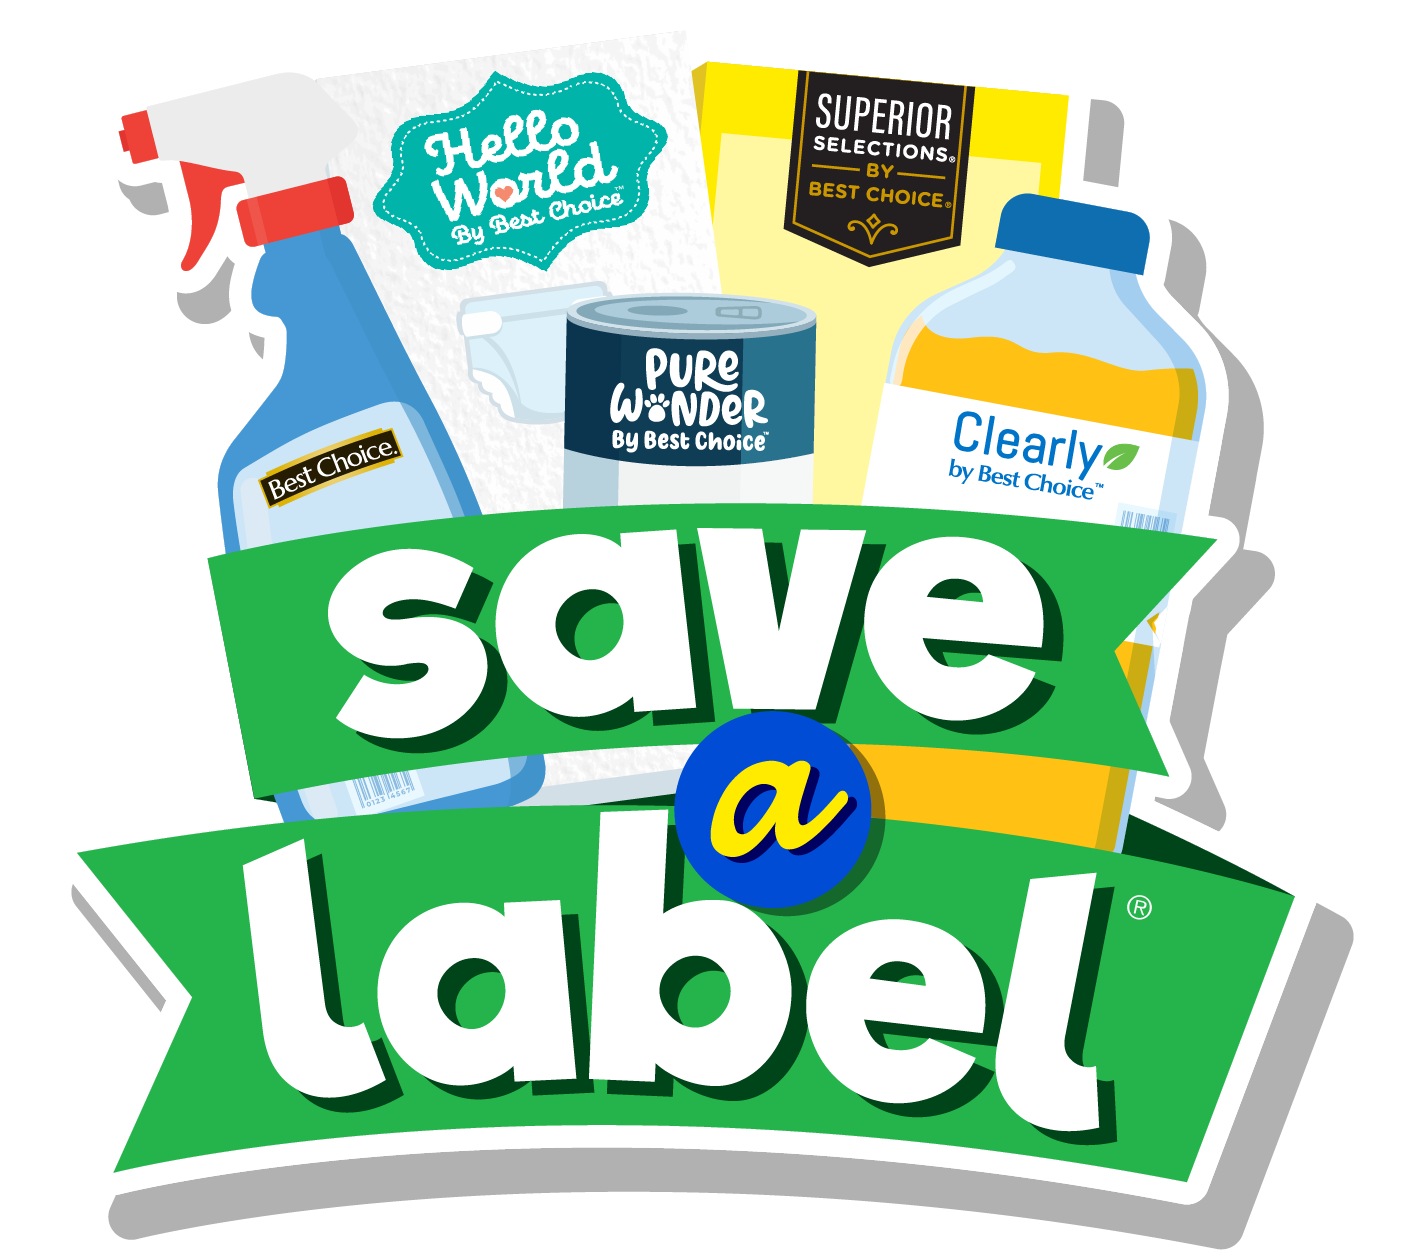 Hello
World
By Best Choice™
SUPERIOR
SELECTIONS®
BY
BEST CHOICE®
PURE
WONDER
By Best Choice™
Clearly
by Best Choice™
Best Choice.
save
a
label®
01234567